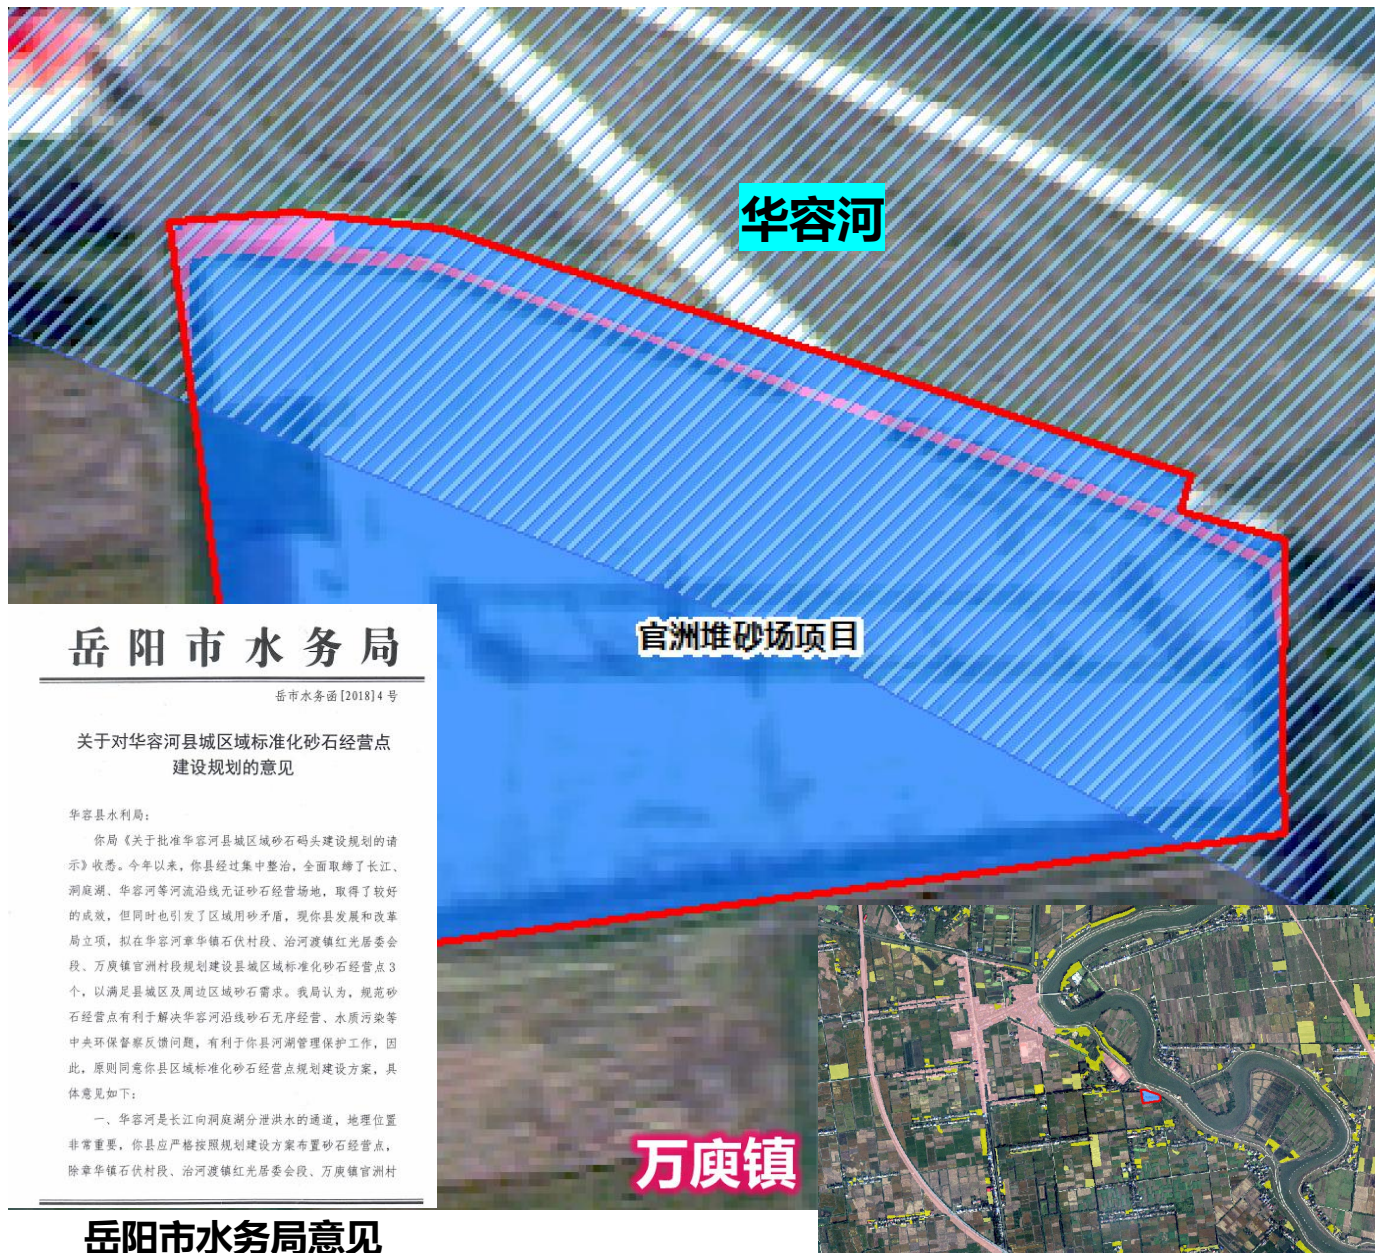 华容河
官洲堆砂场项目
岳阳市水务局
岳市水务函[2018]4号
关于对华容河县城区域标准化砂石经营点
建设规划的意见
华容县水利局：
你局《关于批准华容河县城区域砂石码头建设规划的请
示》收悉。今年以来，你县经过集中整治，全面取缔了长江、
洞庭湖、华容河等河流沿线无证砂石经营场地，取得了较好
的成效，但同时也引发了区域用砂矛盾，现你县发展和改革
局立项，拟在华容河章华镇石伏村段、治河渡镇红光居委会
段、万庾镇官洲村段规划建设县城区域标准化砂石经营点3
个，以满足县城区及周边区域砂石需求。我局认为，规范砂
石经营点有利于解决华容河沿线砂石无序经营、水质污染等
中央环保督察反馈问题，有利于你县河湖管理保护工作，因
此，原则同意你县区域标准化砂石经营点规划建设方案，具
体意见如下：
一、华容河是长江向洞庭湖分泄洪水的通道，地理位置
非常重要，你县应严格按照规划建设方案布置砂石经营点，
除章华镇石伏村段、治河渡镇红光居委会段、万庾镇官洲村
万庾镇
岳阳市水务局意见